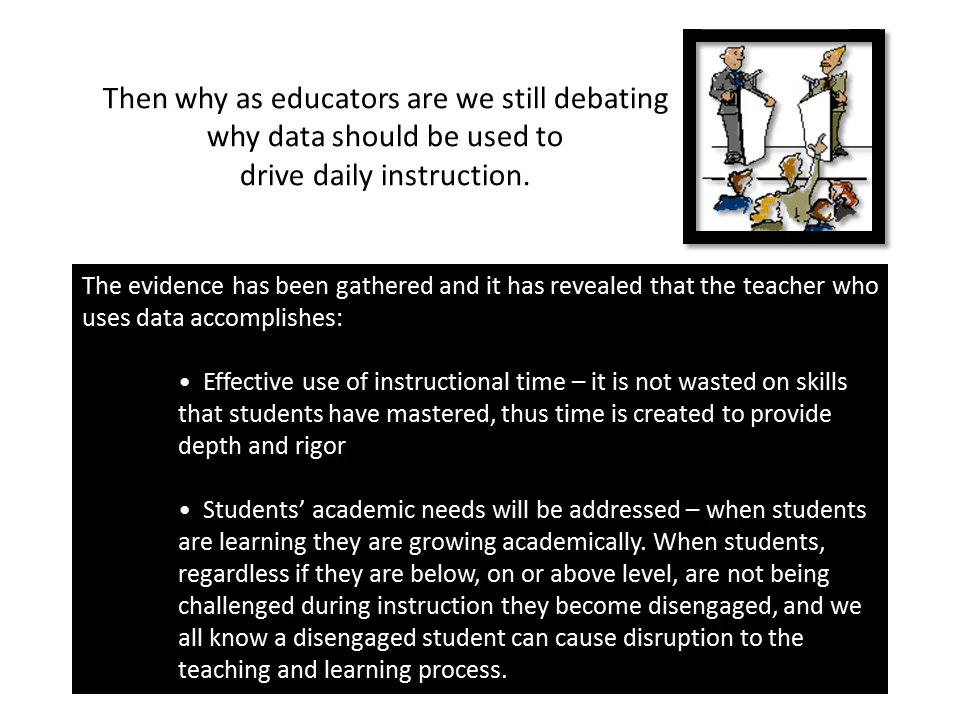 Then why as educators are we still debating
why data should be used to
drive daily instruction.
The evidence has been gathered and it has revealed that the teacher who
uses data accomplishes:
• Effective use of instructional time – it is not wasted on skills
that students have mastered, thus time is created to provide
depth and rigor
• Students’ academic needs will be addressed – when students
are learning they are growing academically. When students,
regardless if they are below, on or above level, are not being
challenged during instruction they become disengaged, and we
all know a disengaged student can cause disruption to the
teaching and learning process.